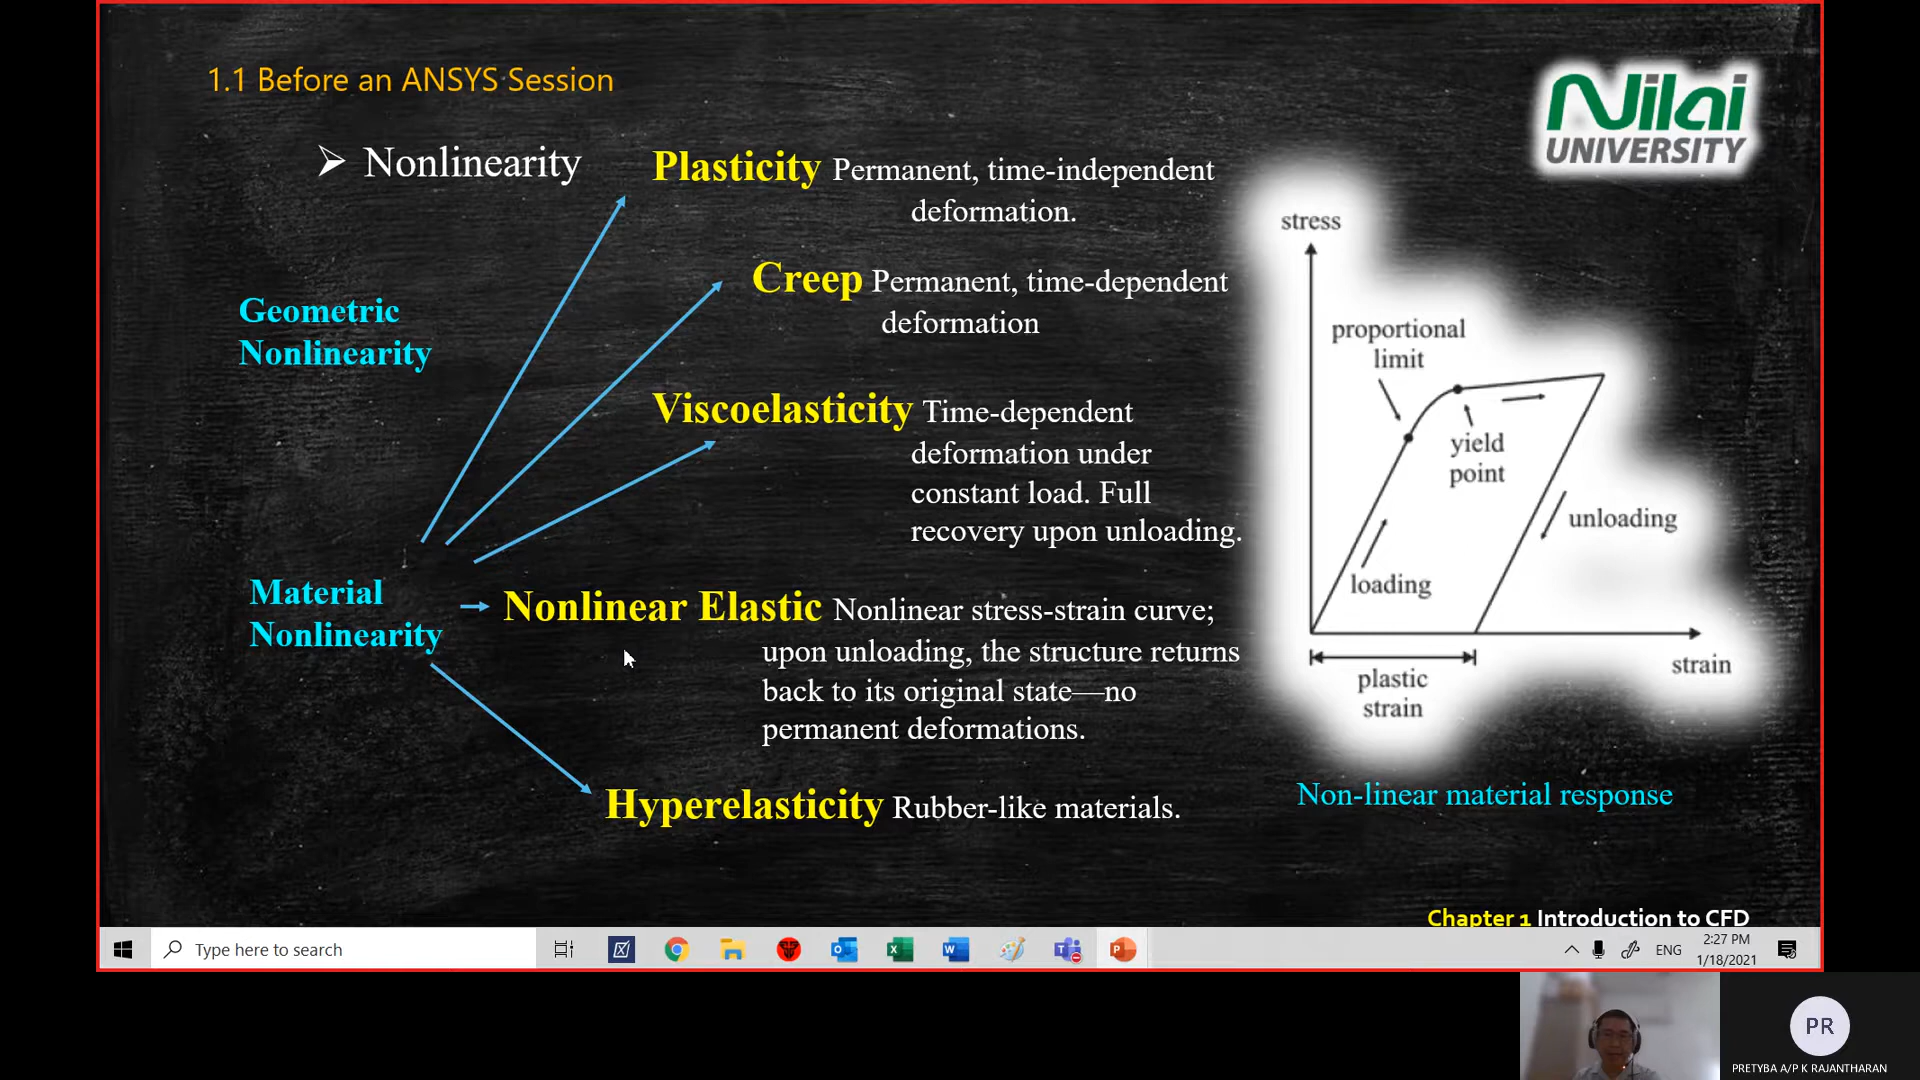 1.1 Before an ANSYS Session
Nilai
UNIVERSITY
➢ Nonlinearity
Plasticity Permanent, time-independent
deformation.
Creep Permanent, time-dependent
deformation
Geometric
Nonlinearity
Viscoelasticity Time-dependent
deformation under
constant load. Full
recovery upon unloading.
Material
Nonlinearity
Nonlinear Elastic Nonlinear stress-strain curve;
upon unloading, the structure returns
back to its original state—no
permanent deformations.
Hyperelasticity Rubber-like materials.
stress
proportional
limit
yield
point
unloading
loading
strain
plastic
strain
Non-linear material response
Chapter 1 Introduction to CFD
Type here to search
ENG
2:27 PM
1/18/2021
PR
PRETYBA A/P K RAJANTHARAN